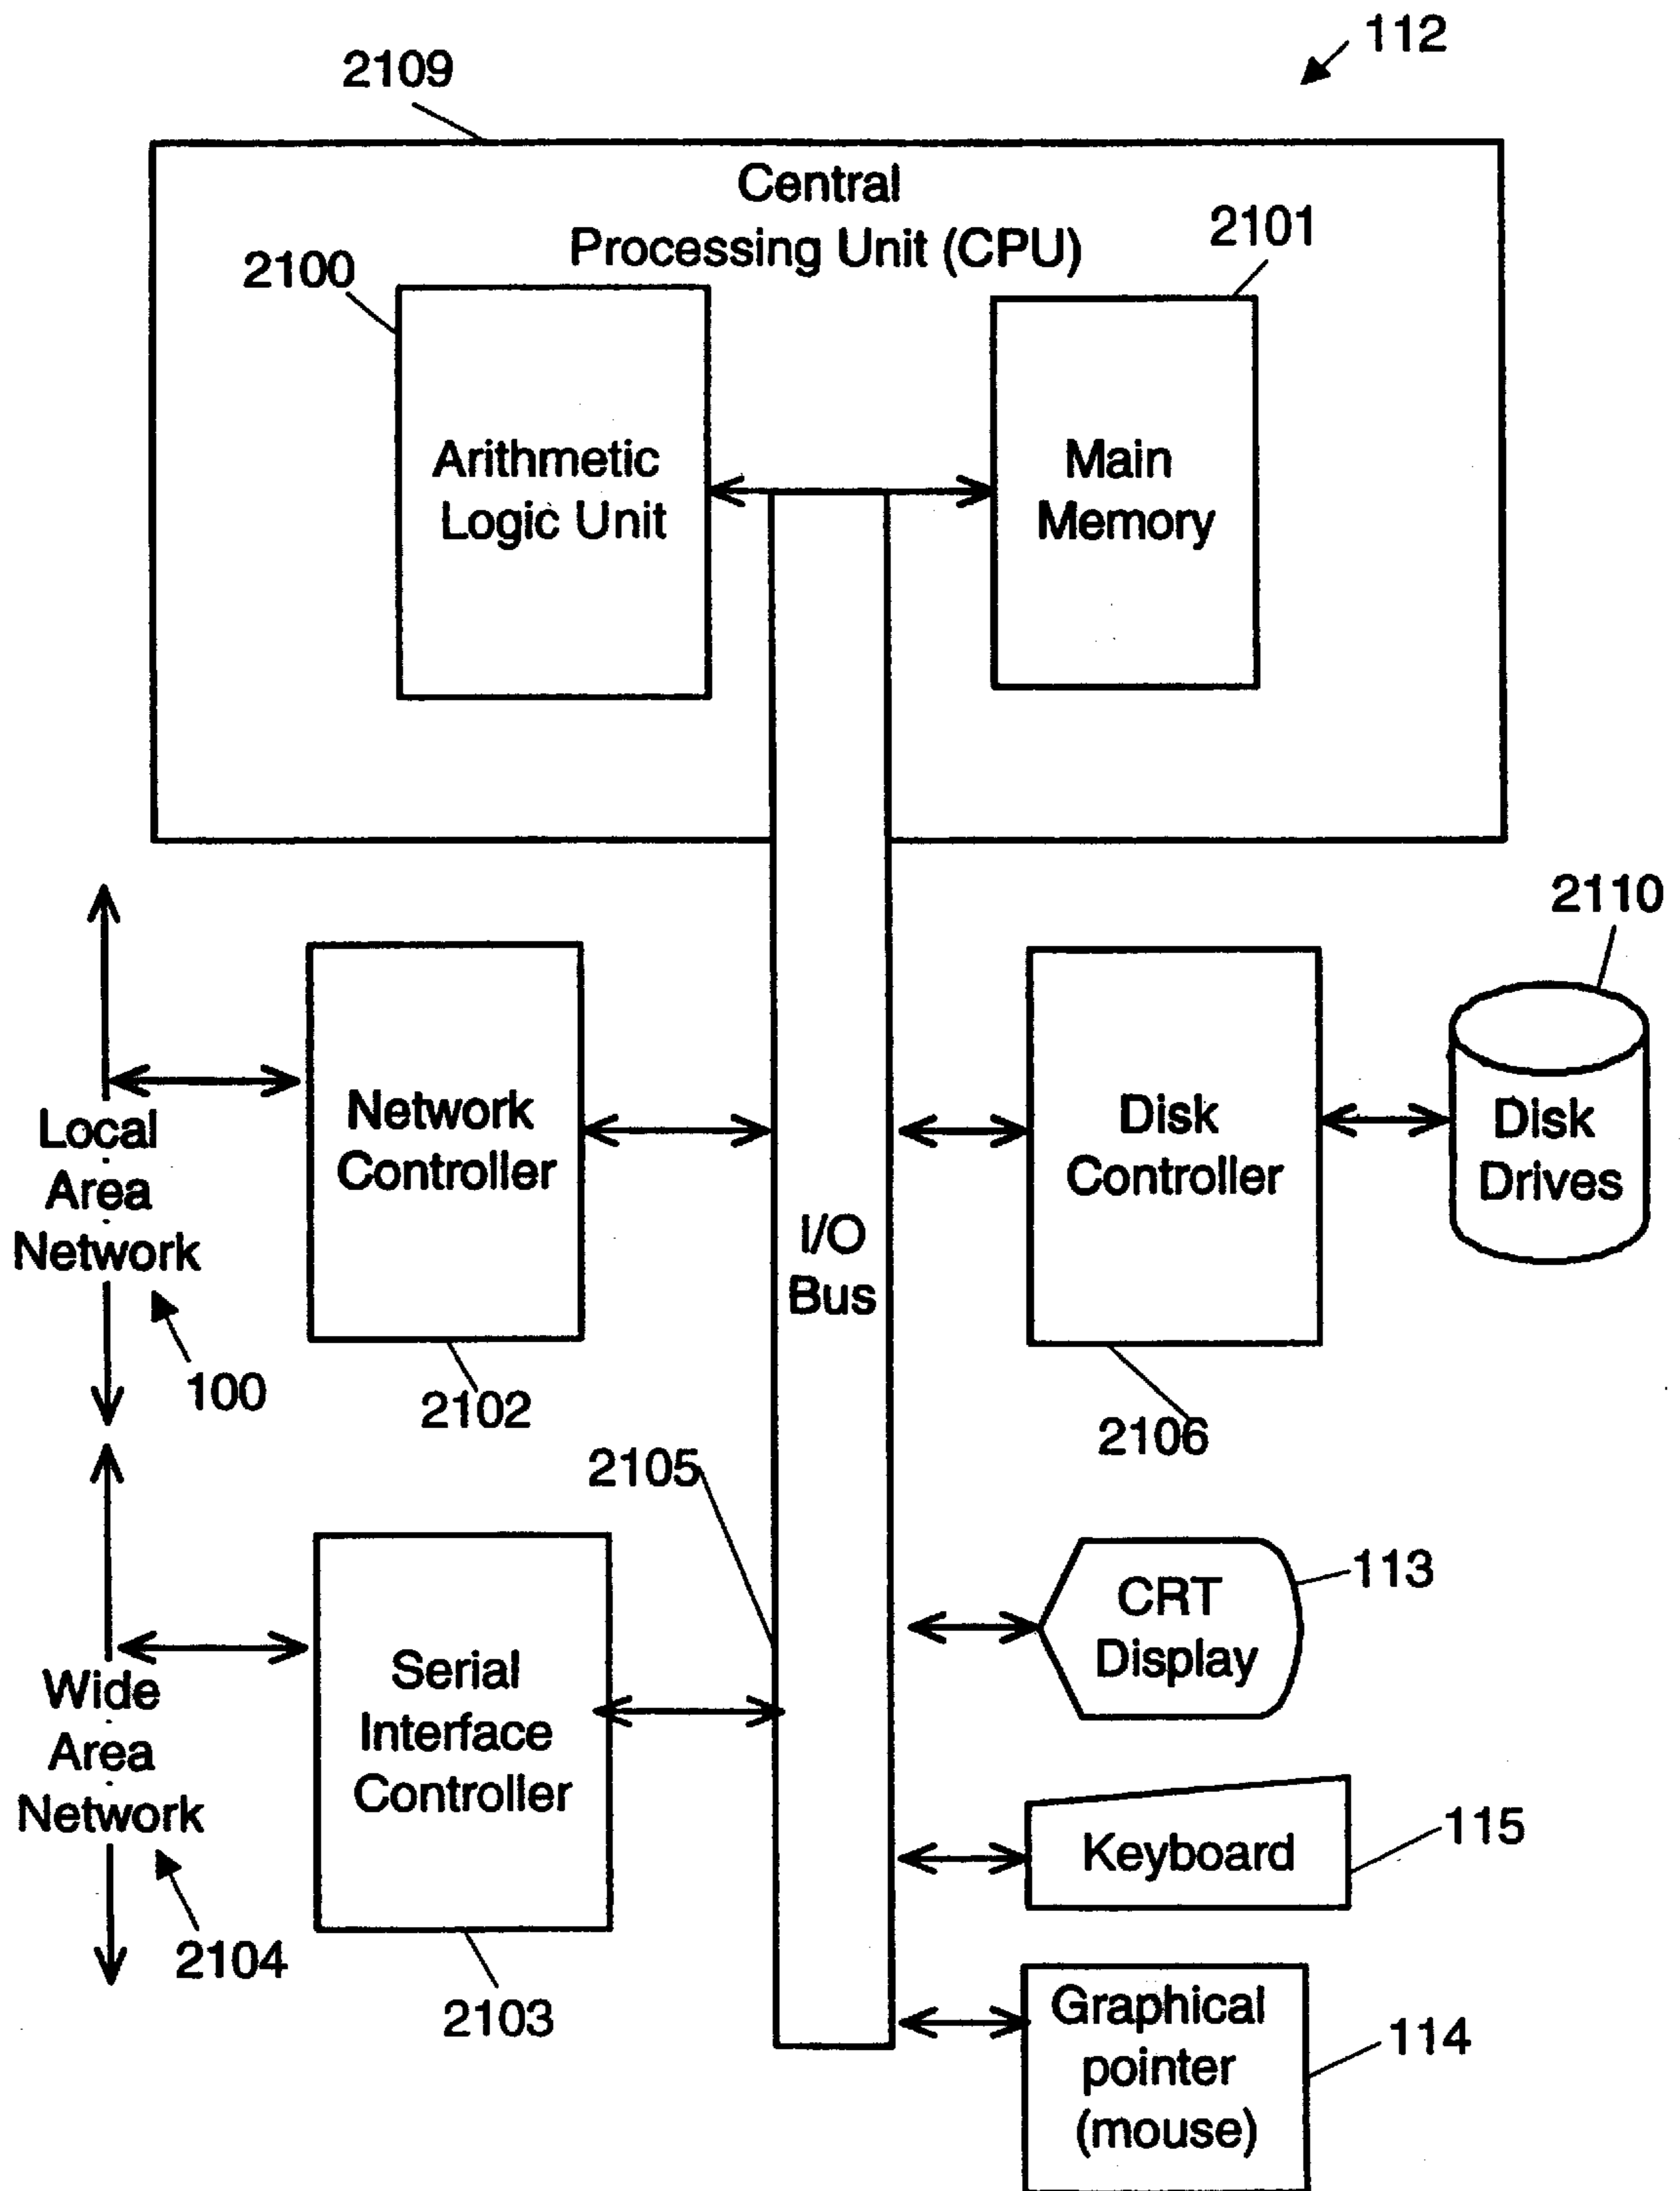 112
2109
Central
Processing Unit (CPU)
2101
2100
Arithmetic
Logic Unit
Main
Memory
2110
Local
Area
Network
100
Network
Controller
2102
I/O
Bus
Disk
Controller
2106
Disk
Drives
2105
Wide
Area
Network
2104
Serial
Interface
Controller
2103
CRT
Display
113
Keyboard
115
Graphical
pointer
(mouse)
114